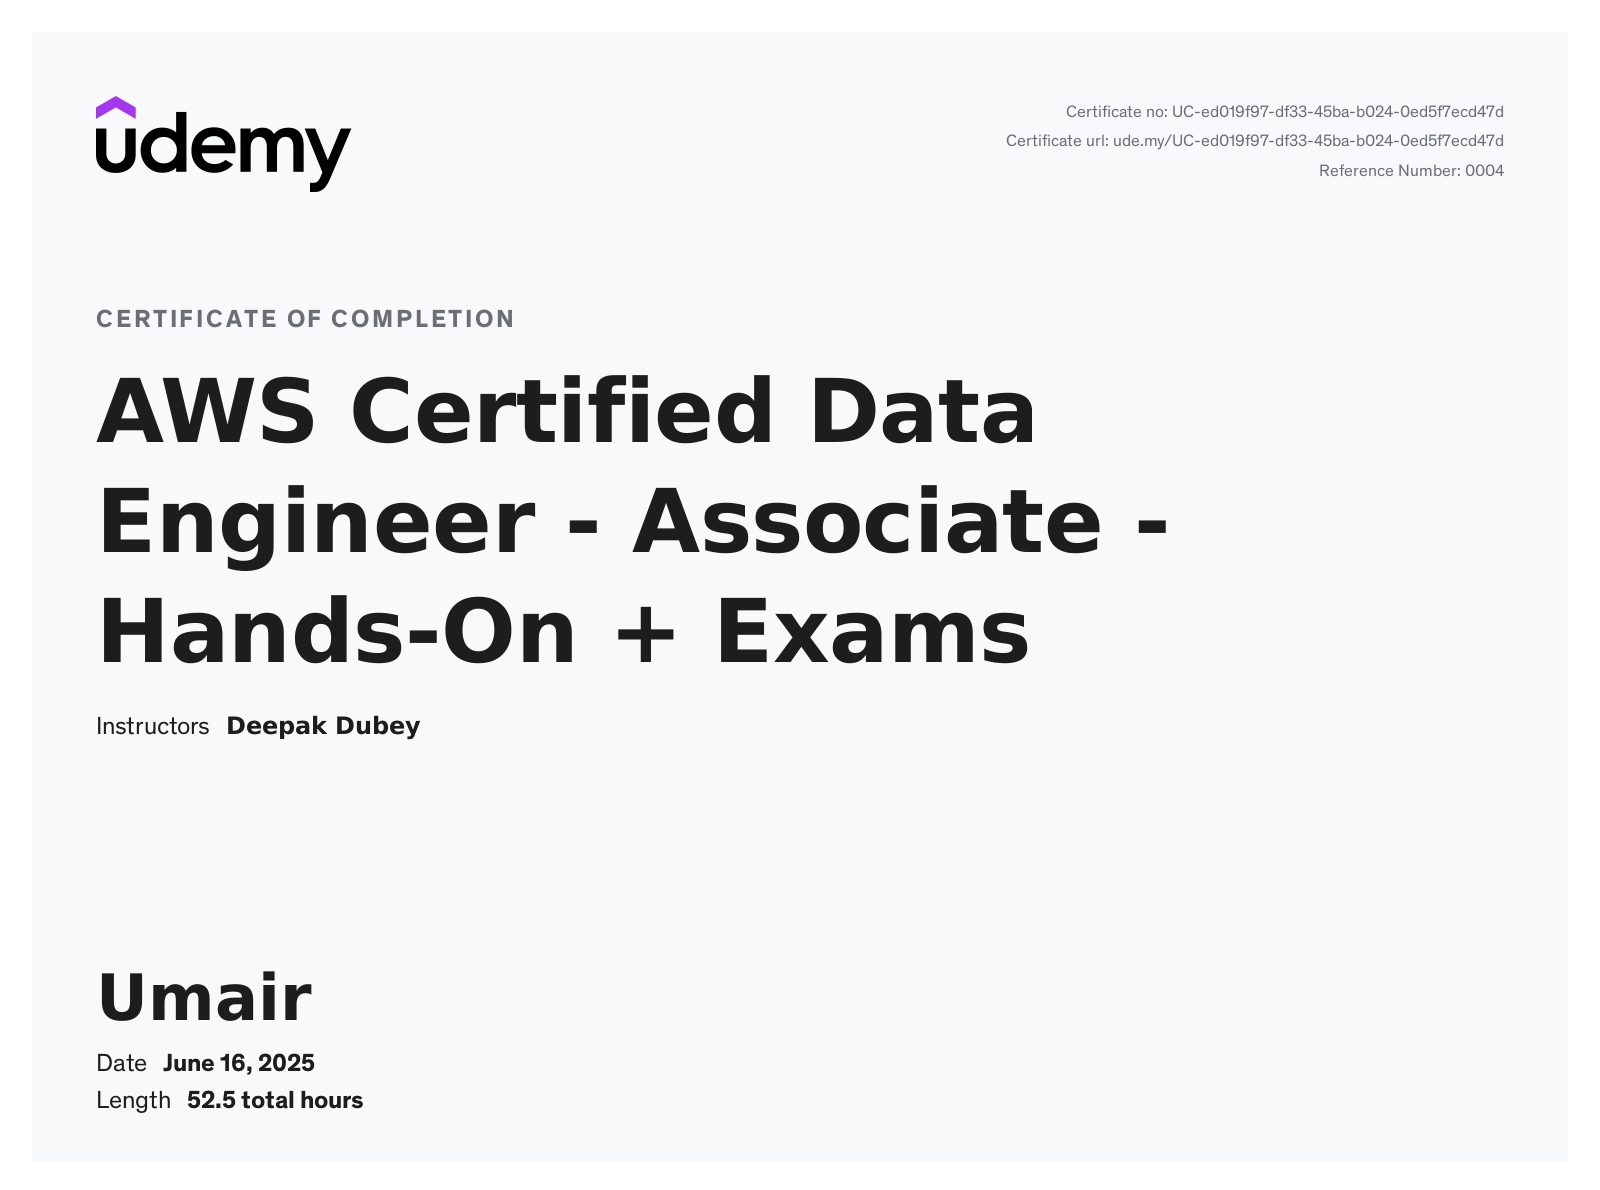 udemy
Certificate no: UC-ed019f97-df33-45ba-b024-0ed5f7ecd47d
Certificate url: ude.my/UC-ed019f97-df33-45ba-b024-0ed5f7ecd47d
Reference Number: 0004
CERTIFICATE OF COMPLETION
AWS Certified Data
Engineer - Associate -
Hands-On + Exams
Instructors Deepak Dubey
Umair
Date June 16, 2025
Length 52.5 total hours